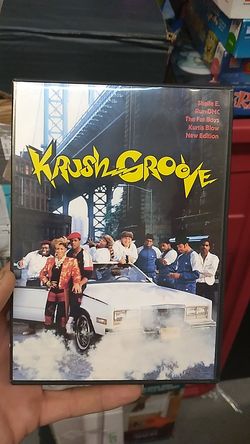 Sheila E.
Run-DMC
The Fat Boys
Kurtis Blow
New Edition
KRUSH GROOVE